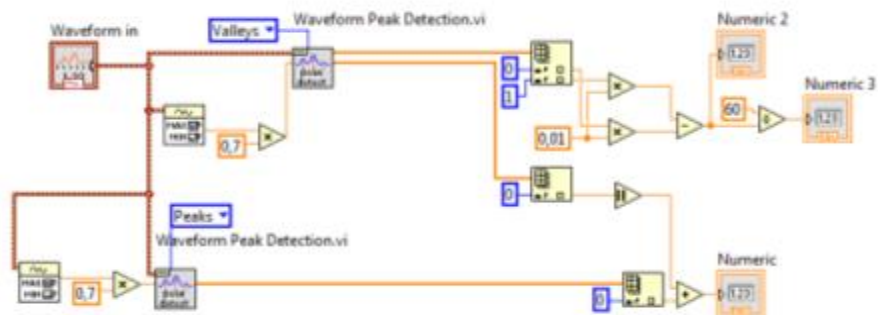 Waveform Peak Detection.vi
Numeric 2
Waveform in
Valleys
Numeric 3
0
1
60
0,7
0,01
0
Peaks
Waveform Peak Detection.vi
Numeric
0,7
0